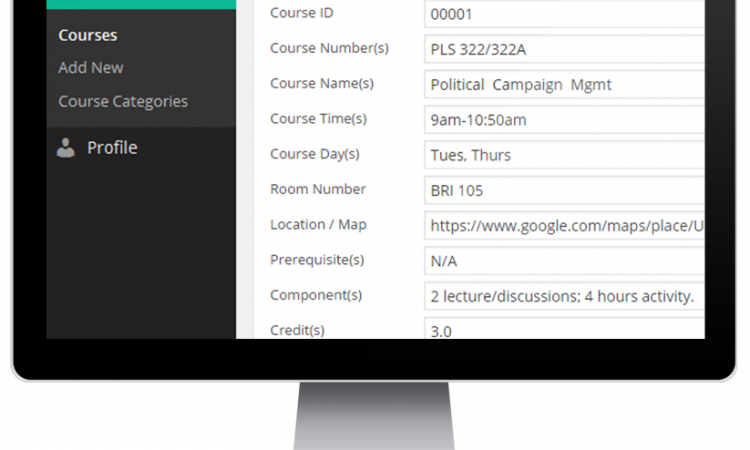 Courses
Add New
Course Categories
Profile
Course ID 00001
Course Number(s) PLS 322/322A
Course Name(s) Political Campaign Mgmt
Course Time(s) 9am-10:50am
Course Day(s) Tues, Thurs
Room Number BRI 105
Location / Map https://www.google.com/maps/place/U
Prerequisite(s) N/A
Component(s) 2 lecture/discussions; 4 hours activity.
Credit(s) 3.0